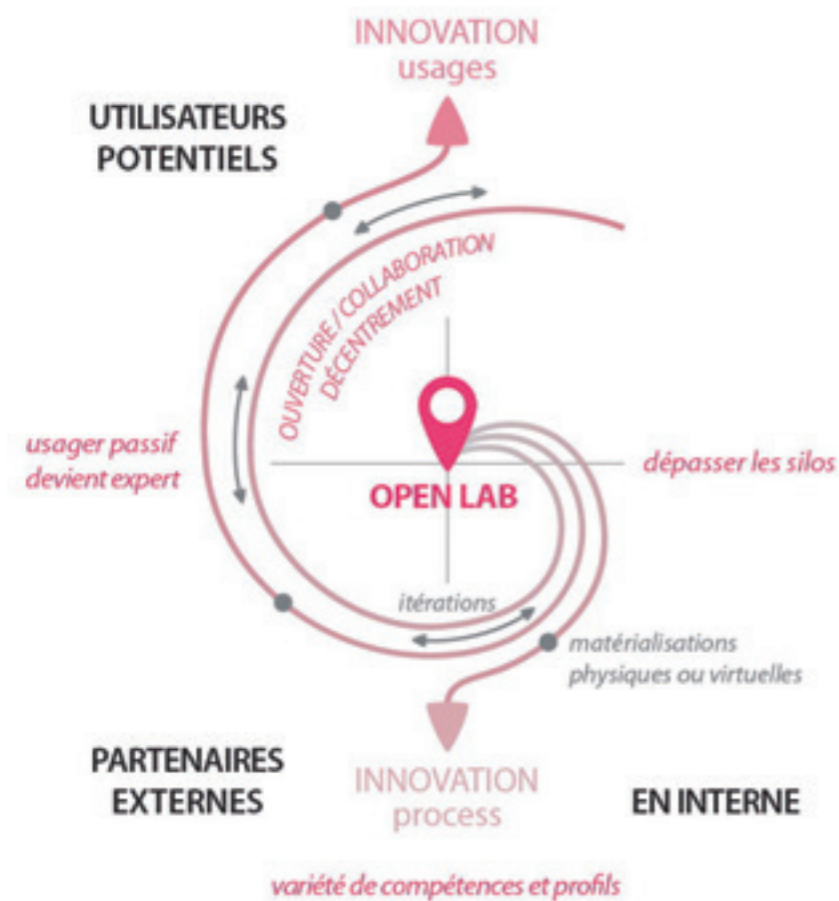 INNOVATION
usages
UTILISATEURS
POTENTIELS
OUVERTURE / COLLABORATION
DÉCENTREMENT
usager passif
devient expert
dépasser les silos
OPEN LAB
itérations
matérialisations
physiques ou virtuelles
PARTENAIRES
EXTERNES
INNOVATION
process
EN INTERNE
variété de compétences et profils